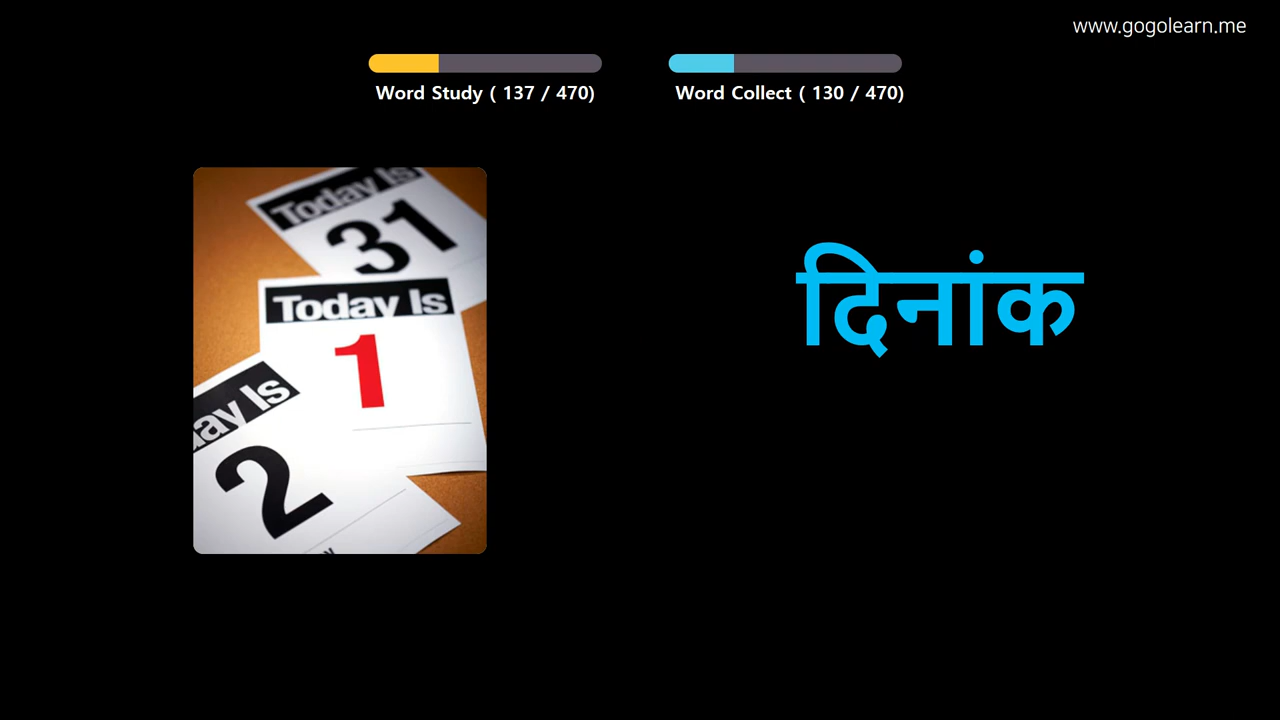 www.gogolearn.me
Word Study ( 137 / 470)
Word Collect ( 130 / 470)
Today Is
31
Today Is
1
ay Is
2
दिनांक